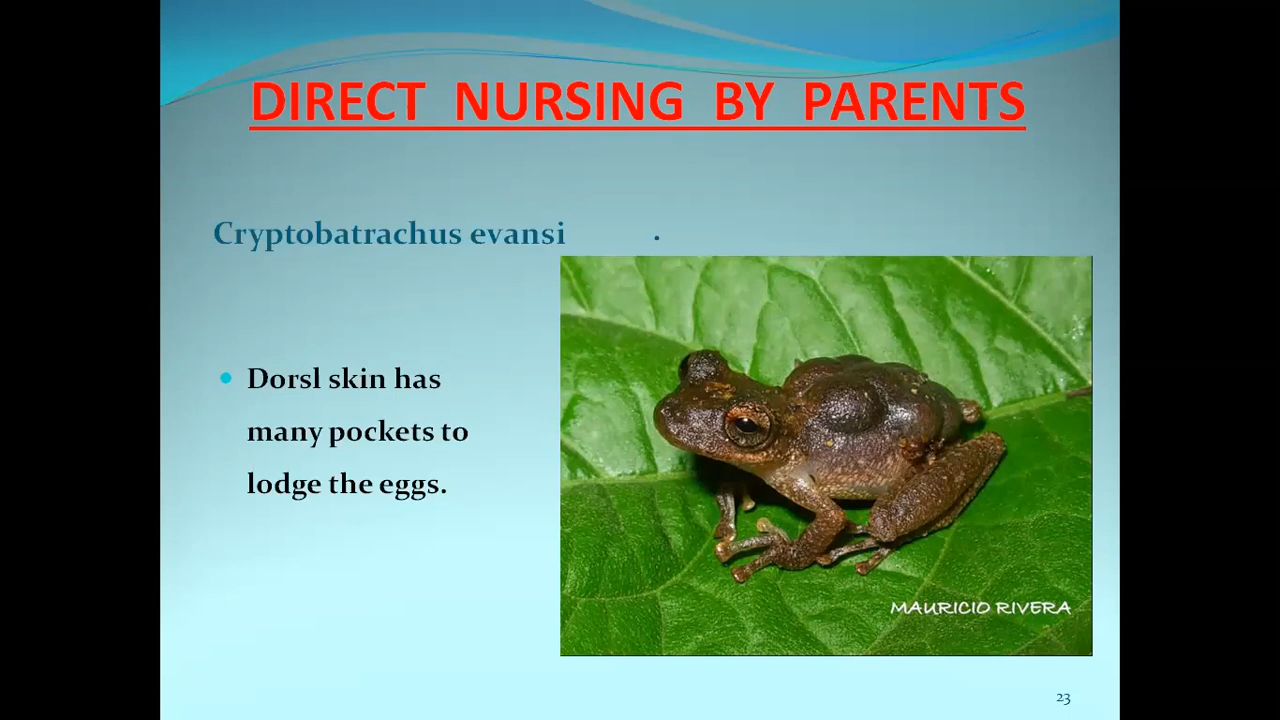 DIRECT NURSING BY PARENTS
Cryptobatrachus evansi .
Dorsl skin has
many pockets to
lodge the eggs.
MAURICIO RIVERA
23